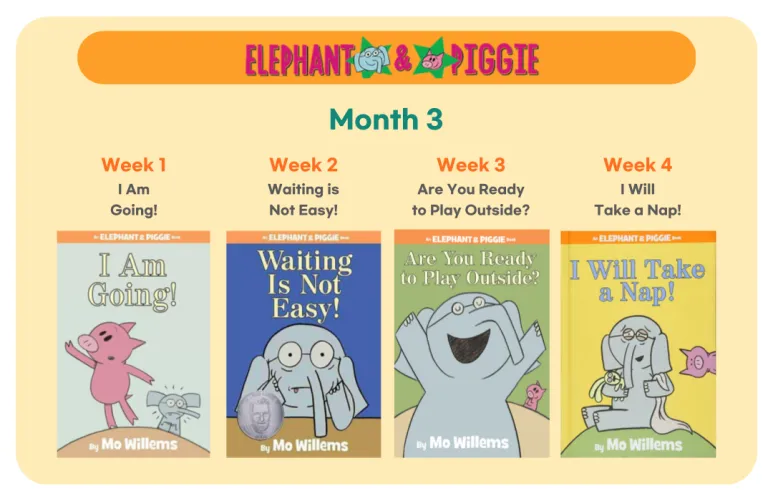 ELEPHANT & PIGGIE
Month 3
Week 1
I Am
Going!
Week 2
Waiting is
Not Easy!
Week 3
Are You Ready
to Play Outside?
Week 4
I Will
Take a Nap!
An ELEPHANT & PIGGIE Book
I Am
Going!
By Mo Willems
An ELEPHANT & PIGGIE Book
Waiting
Is Not
Easy!
By Mo Willems
An ELEPHANT & PIGGIE Book
Are You Ready
to Play Outside?
By Mo Willems
An ELEPHANT & PIGGIE Book
I Will Take
a Nap!
By Mo Willems